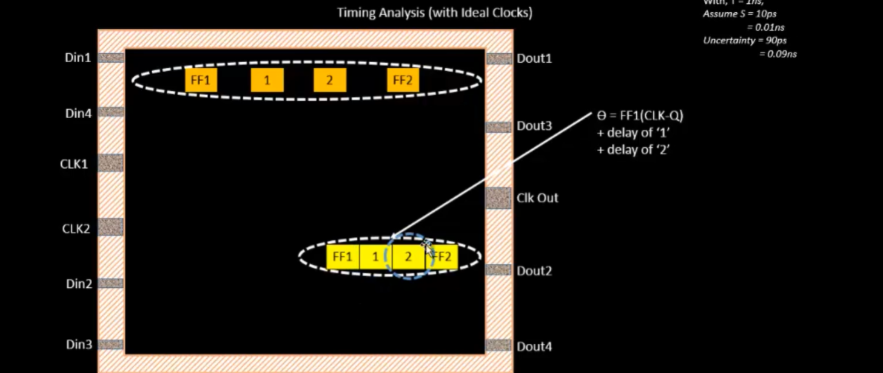 Timing Analysis (with Ideal Clocks)
With, T = 1ns,
Assume S = 10ps
= 0.01ns
Uncertainty = 90ps
= 0.09ns
Din1
FF1 1 2 FF2
Dout1
Din4
Dout3
Ɵ = FF1(CLK-Q)
+ delay of '1'
+ delay of '2'
CLK1
Clk Out
CLK2
FF1 1 2 FF2
Dout2
Din2
Din3
Dout4